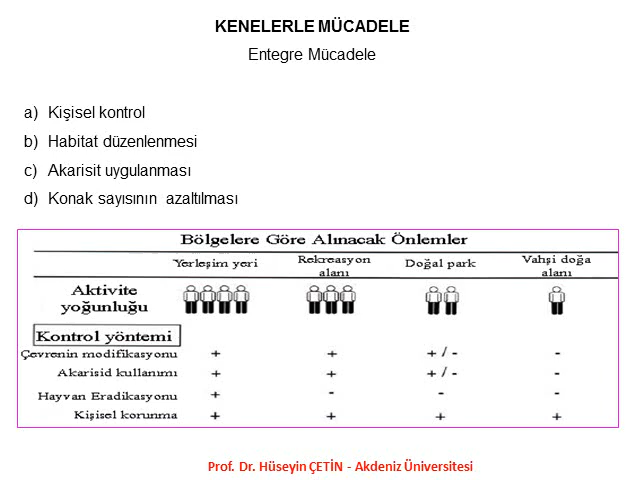 KENELERLE MÜCADELE
Entegre Mücadele
a) Kişisel kontrol
b) Habitat düzenlenmesi
c) Akarisit uygulanması
d) Konak sayısının azaltılması
Bölgelere Göre Alınacak Önlemler
Yerleşim yeri Rekreasyon alanı Doğal park Vahşi doğa alanı
Aktivite yoğunluğu
Kontrol yöntemi
Çevrenin modifikasyonu + + + / - -
Akarisid kullanımı + + + / - -
Hayvan Eradikasyonu + - - -
Kişisel korunma + + + +
Prof. Dr. Hüseyin ÇETİN - Akdeniz Üniversitesi